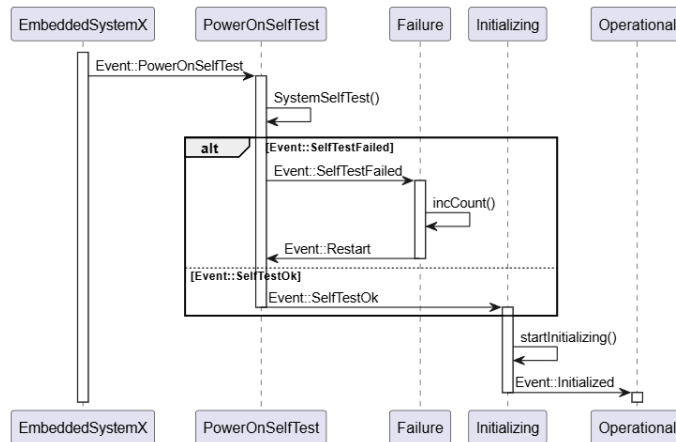 EmbeddedSystemX PowerOnSelfTest Failure Initializing Operational
Event::PowerOnSelfTest
SystemSelfTest()
alt [Event::SelfTestFailed]
Event::SelfTestFailed
incCount()
Event::Restart
[Event::SelfTestOk]
Event::SelfTestOk
startInitializing()
Event::Initialized
EmbeddedSystemX PowerOnSelfTest Failure Initializing Operational